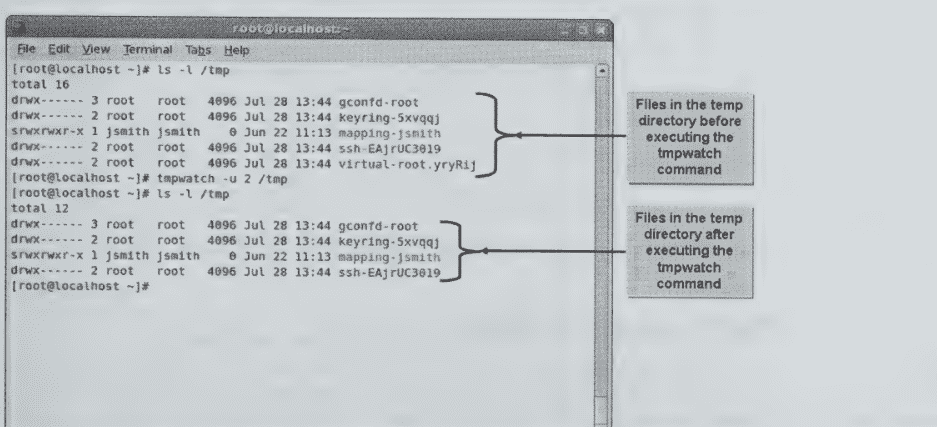 root@localhost:~
File Edit View Terminal Tabs Help
[root@localhost ~]# ls -l /tmp
total 16
drwx------ 3 root root 4096 Jul 28 13:44 gconfd-root
drwx------ 2 root root 4096 Jul 28 13:44 keyring-5xvqqj
srwxrwxr-x 1 jsmith jsmith 0 Jun 22 11:13 mapping-jsmith
drwx------ 2 root root 4096 Jul 28 13:44 ssh-EAjrUC3019
drwx------ 2 root root 4096 Jul 28 13:44 virtual-root.yryRij
[root@localhost ~]# tmpwatch -u 2 /tmp
[root@localhost ~]# ls -l /tmp
total 12
drwx------ 3 root root 4096 Jul 28 13:44 gconfd-root
drwx------ 2 root root 4096 Jul 28 13:44 keyring-5xvqqj
srwxrwxr-x 1 jsmith jsmith 0 Jun 22 11:13 mapping-jsmith
drwx------ 2 root root 4096 Jul 28 13:44 ssh-EAjrUC3019
[root@localhost ~]#
Files in the temp
directory before
executing the
tmpwatch
command
Files in the temp
directory after
executing the
tmpwatch
command